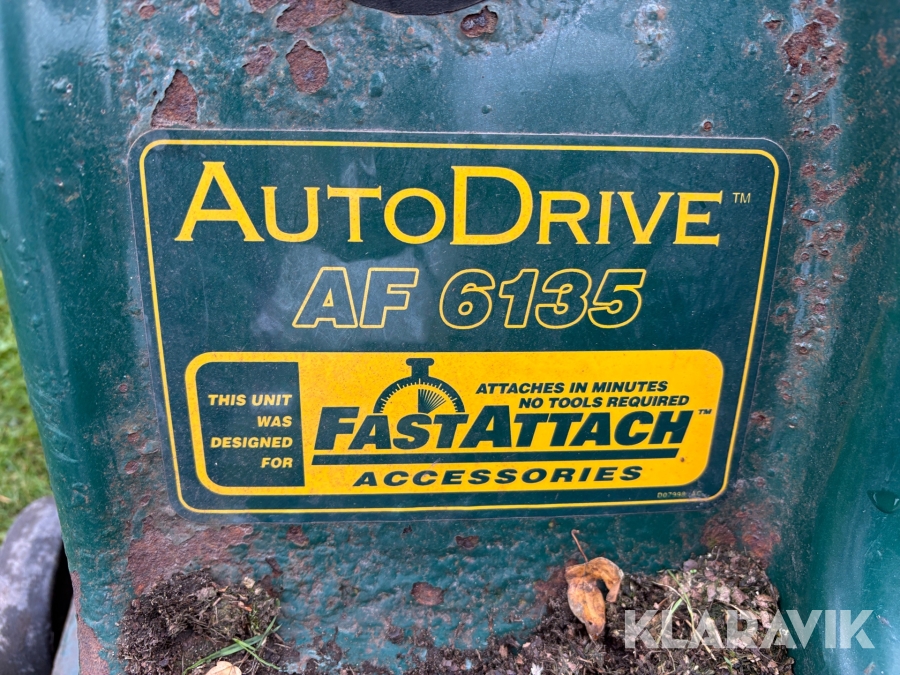 AUTODRIVE™
AF 6135
THIS UNIT
WAS
DESIGNED
FOR
ATTACHES IN MINUTES
NO TOOLS REQUIRED
FASTATTACH™
ACCESSORIES
KLARAVIK